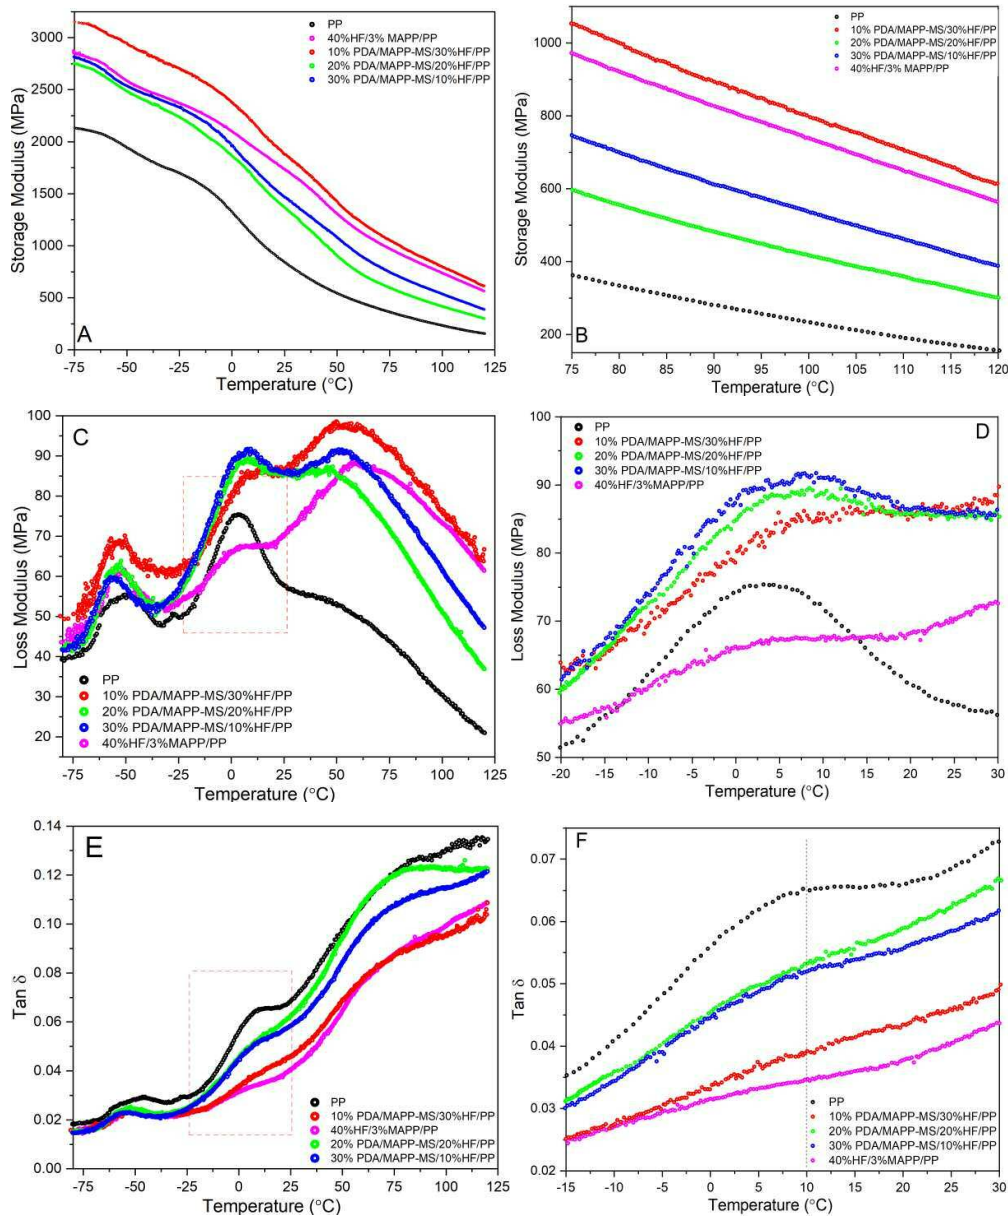 PP
40%HF/3% MAPP/PP
10% PDA/MAPP-MS/30%HF/PP
20% PDA/MAPP-MS/20%HF/PP
30% PDA/MAPP-MS/10%HF/PP
Storage Modulus (MPa)
3000
2500
2000
1500
1000
500
0
A
-75 -50 -25 0 25 50 75 100 125
Temperature (°C)
PP
10% PDA/MAPP-MS/30%HF/PP
20% PDA/MAPP-MS/20%HF/PP
30% PDA/MAPP-MS/10%HF/PP
40%HF/3% MAPP/PP
Storage Modulus (MPa)
1000
800
600
400
200
B
75 80 85 90 95 100 105 110 115 120
Temperature (°C)
C
Loss Modulus (MPa)
100
90
80
70
60
50
40
30
20
PP
10% PDA/MAPP-MS/30%HF/PP
20% PDA/MAPP-MS/20%HF/PP
30% PDA/MAPP-MS/10%HF/PP
40%HF/3%MAPP/PP
-75 -50 -25 0 25 50 75 100 125
Temperature (°C)
D
PP
10% PDA/MAPP-MS/30%HF/PP
20% PDA/MAPP-MS/20%HF/PP
30% PDA/MAPP-MS/10%HF/PP
40%HF/3%MAPP/PP
Loss Modulus (MPa)
100
90
80
70
60
50
-20 -15 -10 -5 0 5 10 15 20 25 30
Temperature (°C)
E
Tan δ
0.14
0.12
0.10
0.08
0.06
0.04
0.02
0.00
PP
10% PDA/MAPP-MS/30%HF/PP
40%HF/3%MAPP/PP
20% PDA/MAPP-MS/20%HF/PP
30% PDA/MAPP-MS/10%HF/PP
-75 -50 -25 0 25 50 75 100 125
Temperature (°C)
F
Tan δ
0.07
0.06
0.05
0.04
0.03
0.02
PP
10% PDA/MAPP-MS/30%HF/PP
20% PDA/MAPP-MS/20%HF/PP
30% PDA/MAPP-MS/10%HF/PP
40%HF/3%MAPP/PP
-15 -10 -5 0 5 10 15 20 25 30
Temperature (°C)